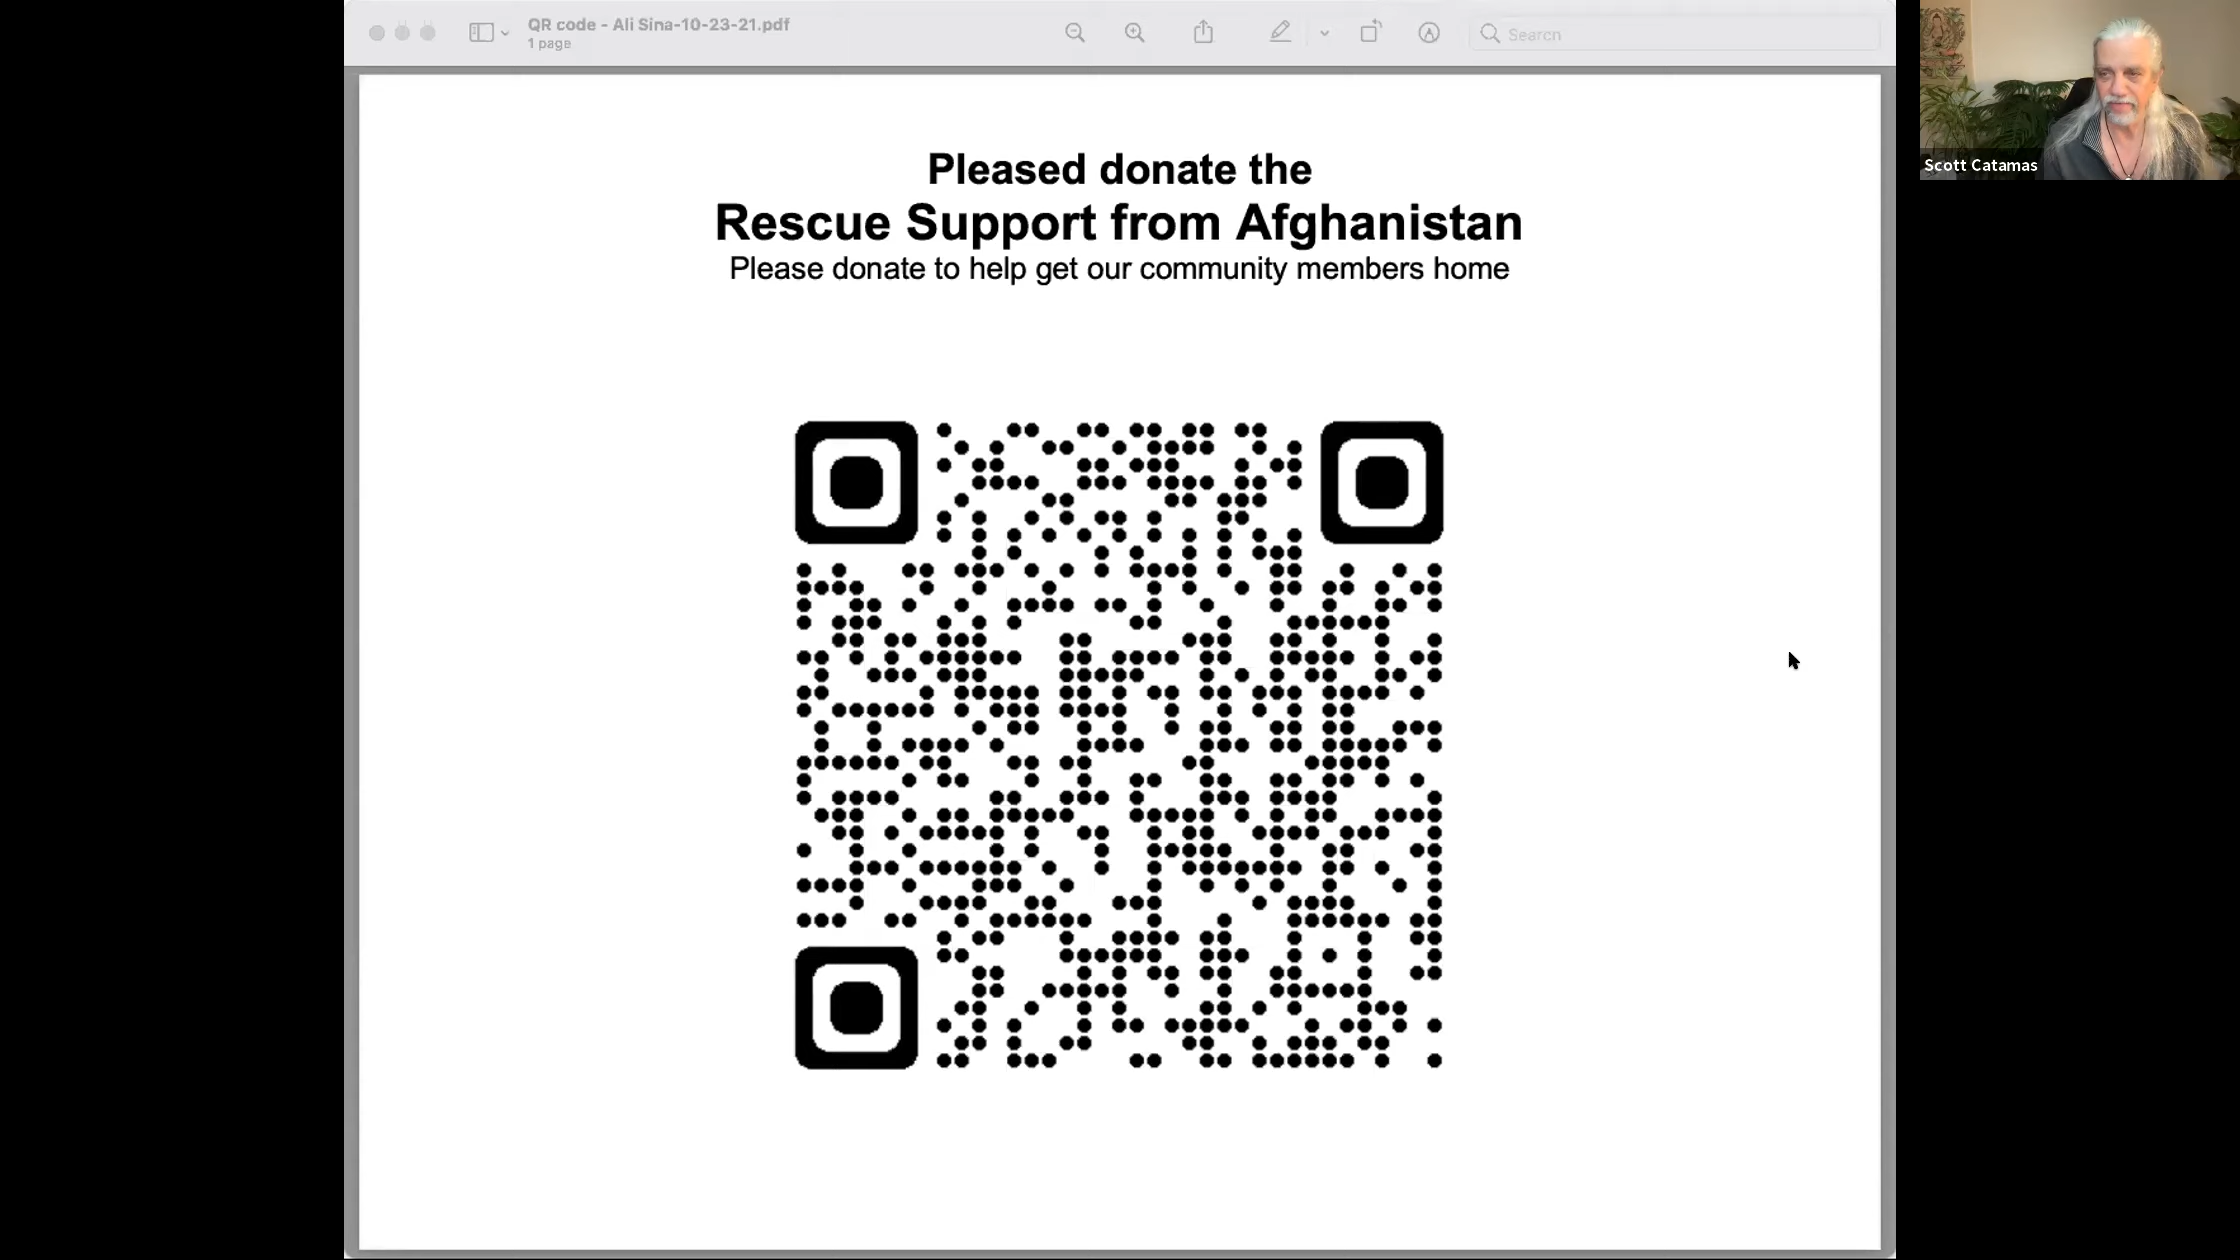 QR code - Ali Sina-10-23-21.pdf
1 page
Search
Pleased donate the
Rescue Support from Afghanistan
Please donate to help get our community members home
Scott Catamas